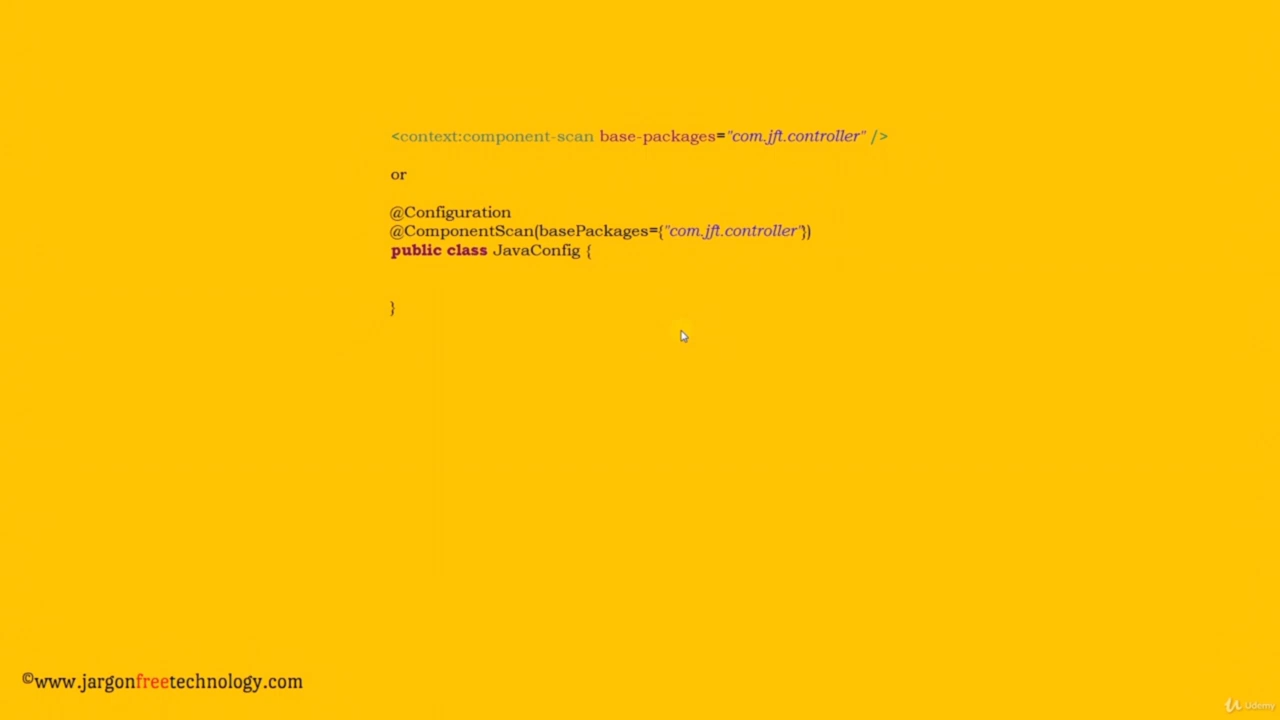 <context:component-scan base-packages="com.jft.controller" />
or
@Configuration
@ComponentScan(basePackages={"com.jft.controller"})
public class JavaConfig {
}
©www.jargonfreetechnology.com
Udemy